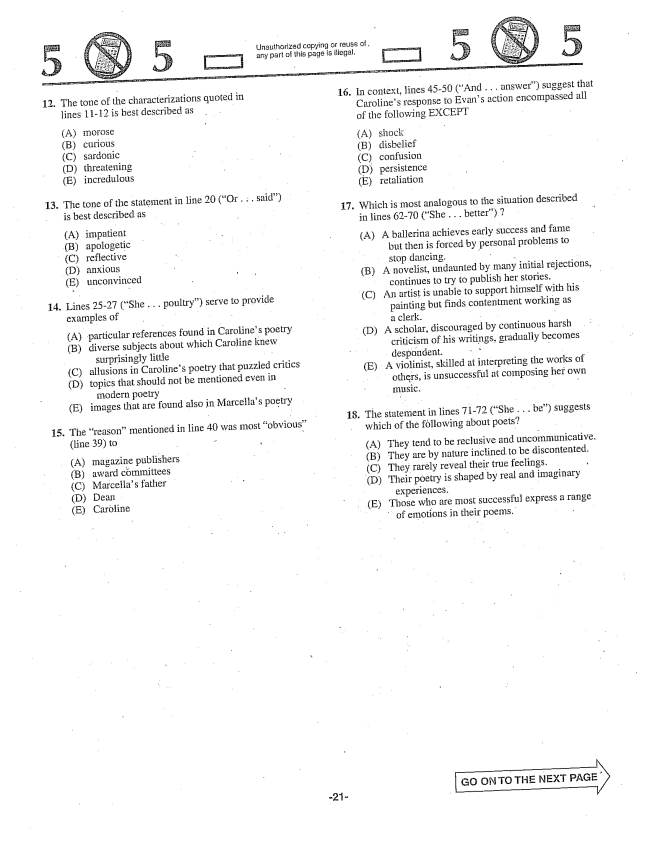 5 5
Unauthorized copying or reuse of
any part of this page is illegal.
5 5
12. The tone of the characterizations quoted in
lines 11-12 is best described as
(A) morose
(B) curious
(C) sardonic
(D) threatening
(E) incredulous
13. The tone of the statement in line 20 ("Or . . . said")
is best described as
(A) impatient
(B) apologetic
(C) reflective
(D) anxious
(E) unconvinced
14. Lines 25-27 ("She . . . poultry") serve to provide
examples of
(A) particular references found in Caroline's poetry
(B) diverse subjects about which Caroline knew
surprisingly little
(C) allusions in Caroline's poetry that puzzled critics
(D) topics that should not be mentioned even in
modern poetry
(E) images that are found also in Marcella's poetry
15. The "reason" mentioned in line 40 was most "obvious"
(line 39) to
(A) magazine publishers
(B) award committees
(C) Marcella's father
(D) Dean
(E) Caroline
16. In context, lines 45-50 ("And . . . answer") suggest that
Caroline's response to Evan's action encompassed all
of the following EXCEPT
(A) shock
(B) disbelief
(C) confusion
(D) persistence
(E) retaliation
17. Which is most analogous to the situation described
in lines 62-70 ("She . . . better") ?
(A) A ballerina achieves early success and fame
but then is forced by personal problems to
stop dancing.
(B) A novelist, undaunted by many initial rejections,
continues to try to publish her stories.
(C) An artist is unable to support himself with his
painting but finds contentment working as
a clerk.
(D) A scholar, discouraged by continuous harsh
criticism of his writings, gradually becomes
despondent.
(E) A violinist, skilled at interpreting the works of
others, is unsuccessful at composing her own
music.
18. The statement in lines 71-72 ("She . . . be") suggests
which of the following about poets?
(A) They tend to be reclusive and uncommunicative.
(B) They are by nature inclined to be discontented.
(C) They rarely reveal their true feelings.
(D) Their poetry is shaped by real and imaginary
experiences.
(E) Those who are most successful express a range
of emotions in their poems.
GO ON TO THE NEXT PAGE
-21-